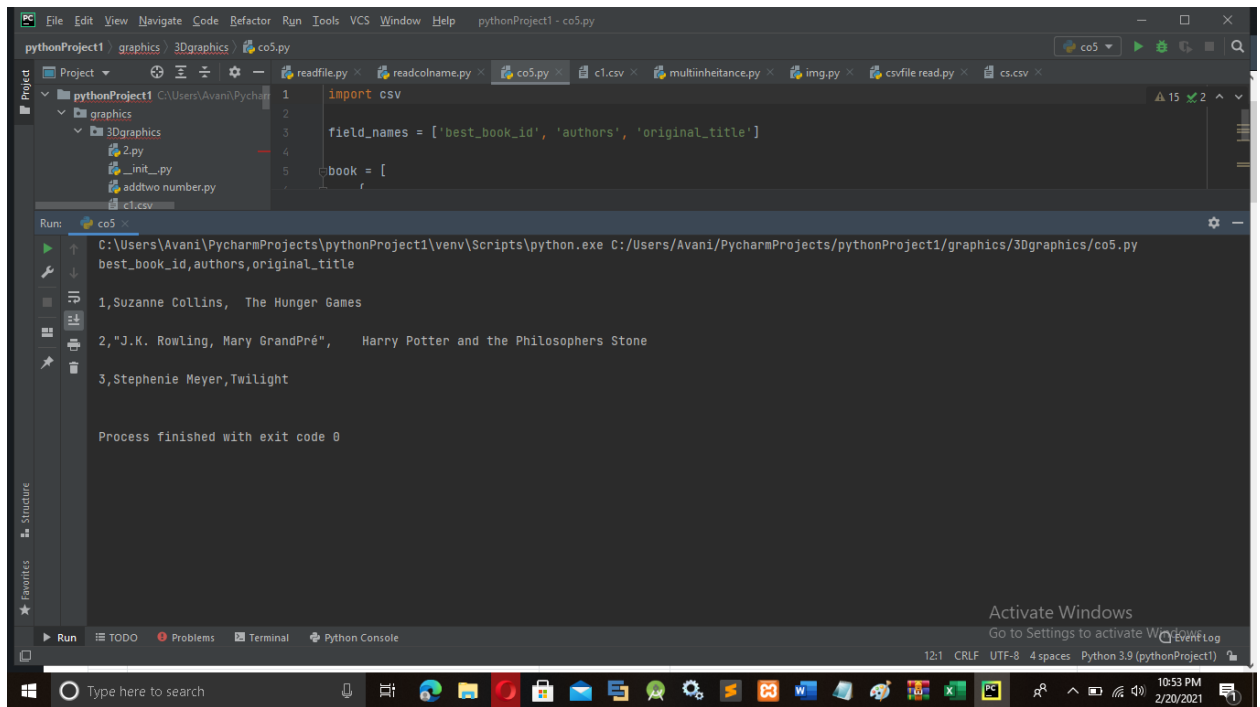 File Edit View Navigate Code Refactor Run Tools VCS Window Help pythonProject1 - co5.py
pythonProject1 graphics 3Dgraphics co5.py co5
Project readfile.py readcolname.py co5.py c1.csv multiinheitance.py img.py csvfile read.py cs.csv
Project
pythonProject1 C:\Users\Avani\Pychar
graphics
3Dgraphics
2.py
__init__.py
addtwo number.py
c1.csv
1 import csv
2
3 field_names = ['best_book_id', 'authors', 'original_title']
4
5 book = [
{
15 2
Run: co5
C:\Users\Avani\PycharmProjects\pythonProject1\venv\Scripts\python.exe C:/Users/Avani/PycharmProjects/pythonProject1/graphics/3Dgraphics/co5.py
best_book_id,authors,original_title
1,Suzanne Collins, The Hunger Games
2,"J.K. Rowling, Mary GrandPré", Harry Potter and the Philosophers Stone
3,Stephenie Meyer,Twilight
Process finished with exit code 0
Structure
Favorites
Activate Windows
Go to Settings to activate Windows.
Run TODO Problems Terminal Python Console Event Log
12:1 CRLF UTF-8 4 spaces Python 3.9 (pythonProject1)
Type here to search
10:53 PM
2/20/2021